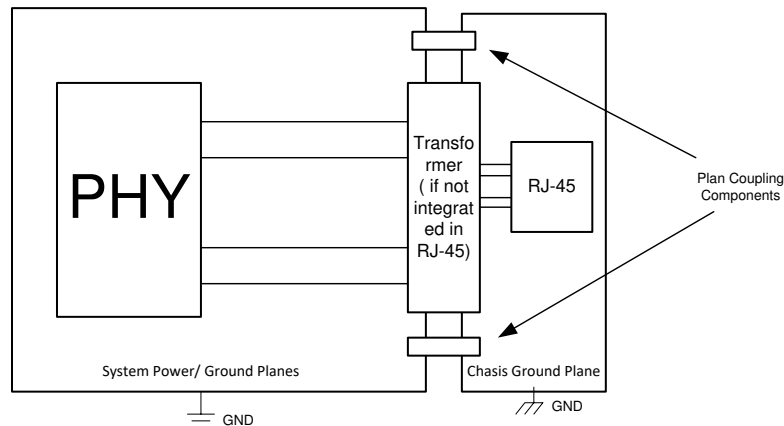 PHY
Transfo
rmer
( if not
integrat
ed in
RJ-45)
RJ-45
Plan Coupling
Components
System Power/ Ground Planes
Chasis Ground Plane
GND
GND